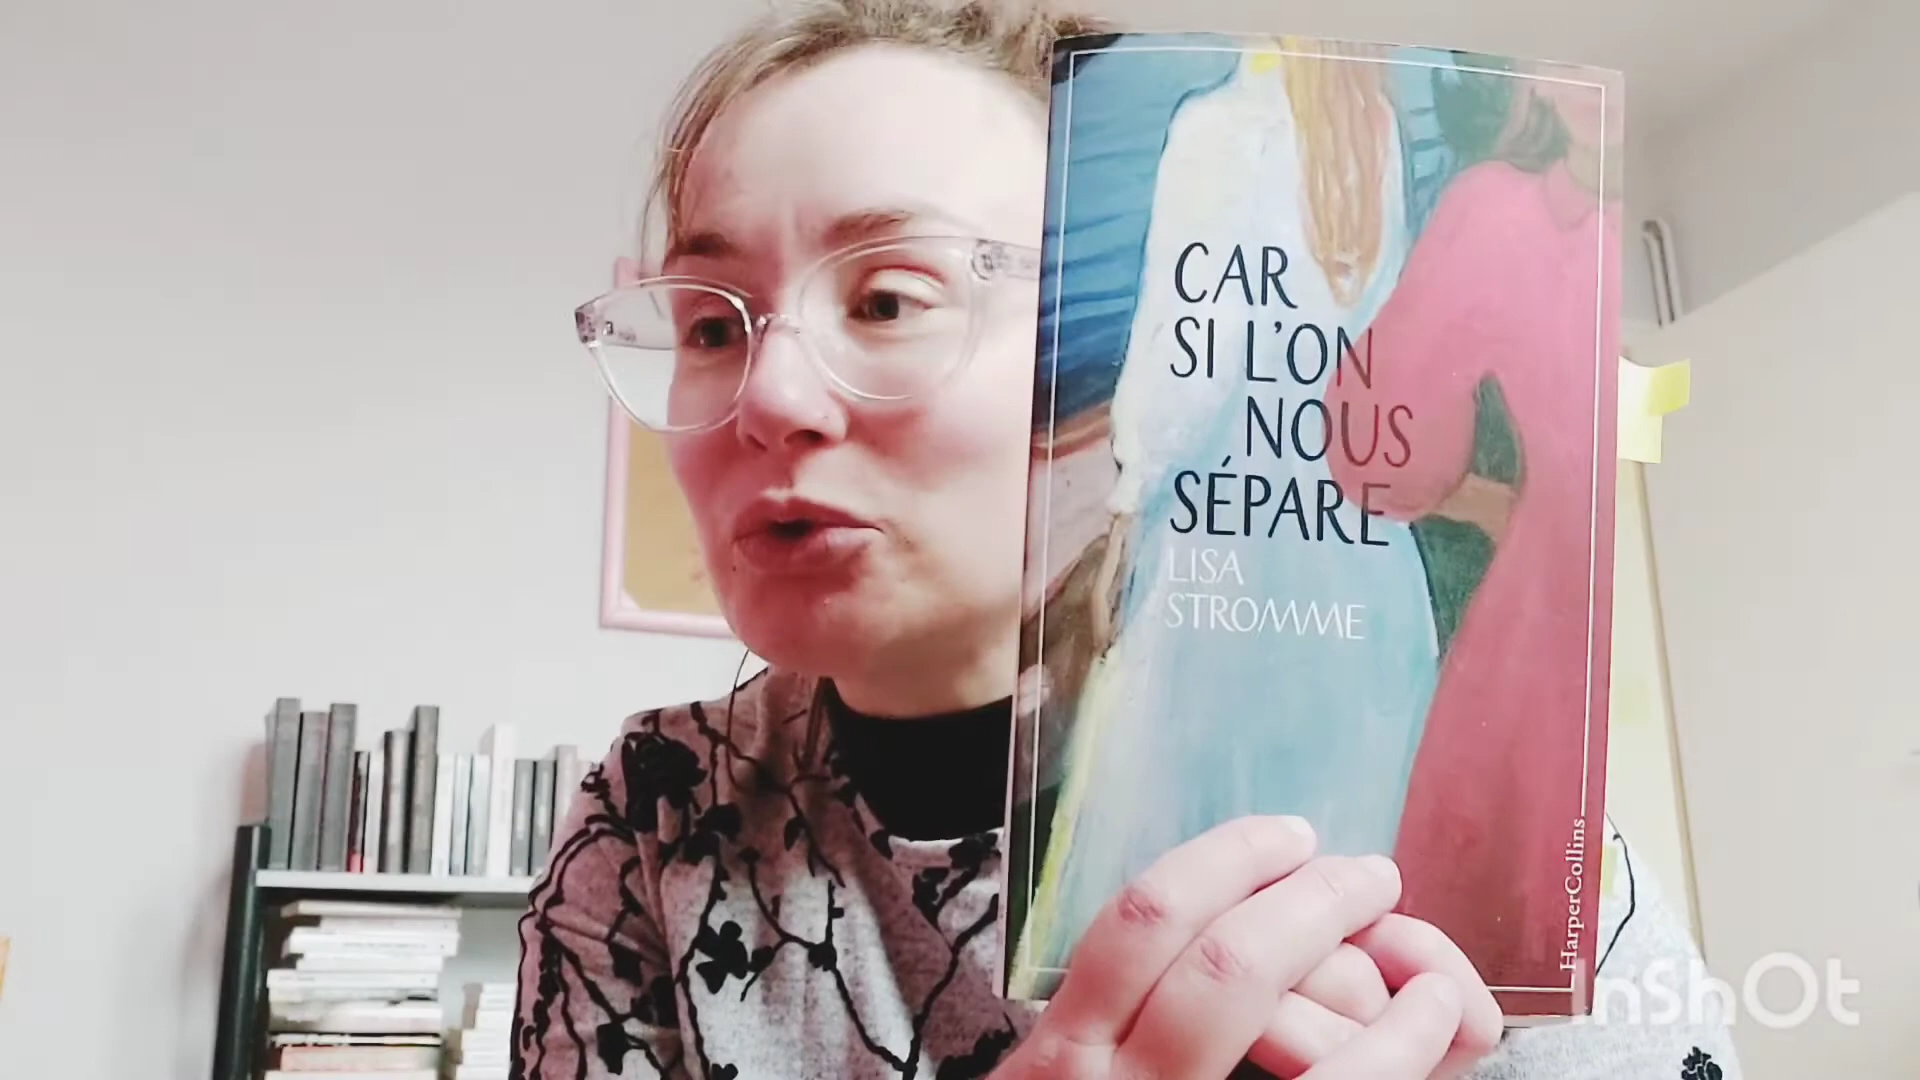 CAR
SI L'ON
NOUS
SÉPARE
LISA
STROMME
HarperCollins
InShOt